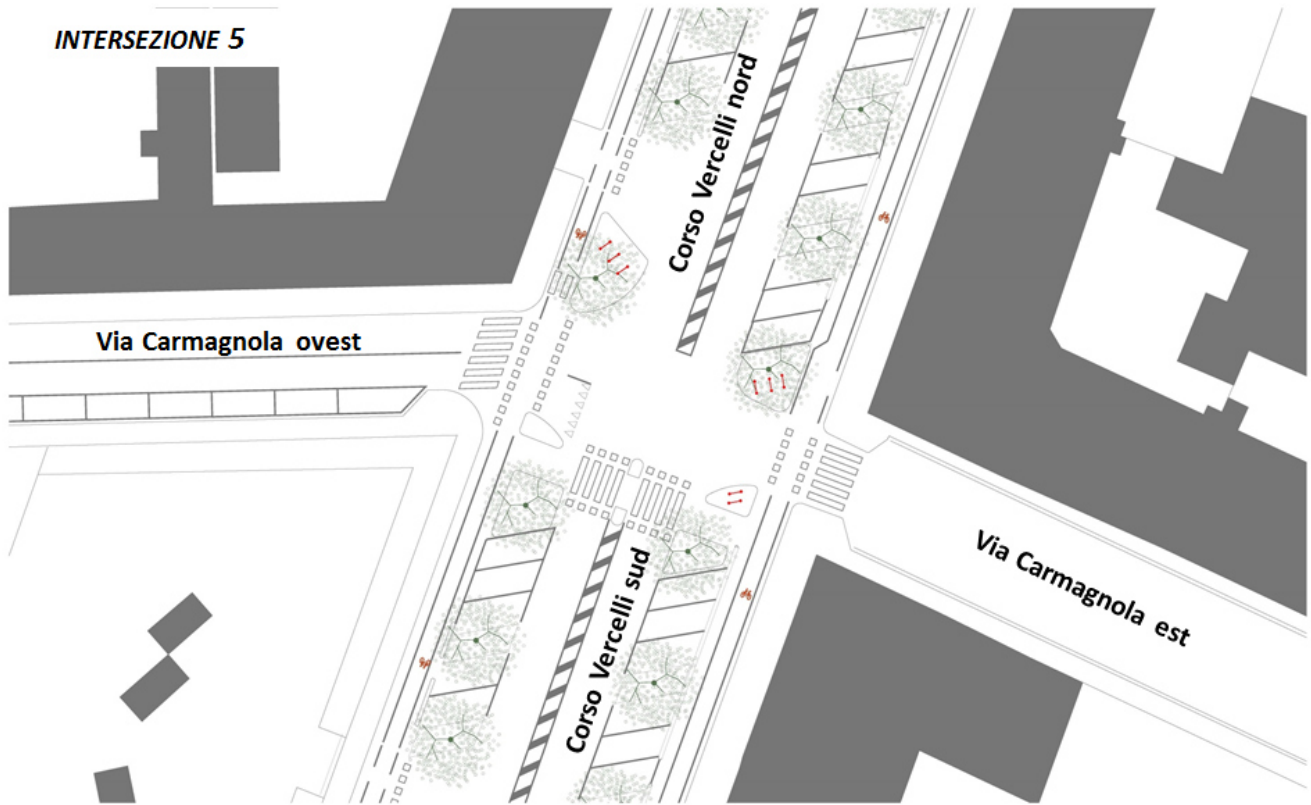 INTERSEZIONE 5
Corso Vercelli nord
Via Carmagnola ovest
Via Carmagnola est
Corso Vercelli sud